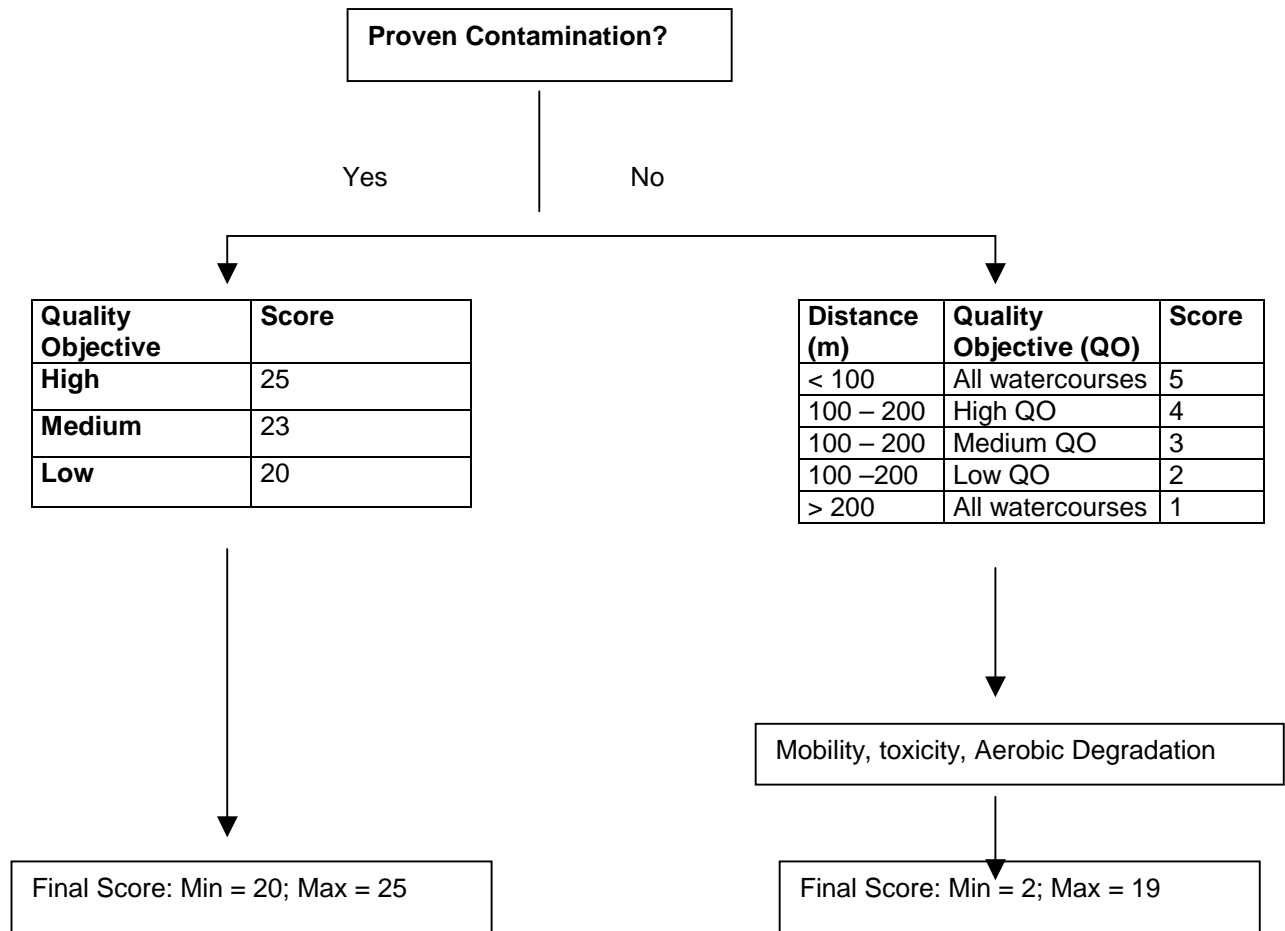 Proven Contamination?
Yes No
Quality Objective Score
High 25
Medium 23
Low 20
Distance (m) Quality Objective (QO) Score
< 100 All watercourses 5
100 – 200 High QO 4
100 – 200 Medium QO 3
100 –200 Low QO 2
> 200 All watercourses 1
Mobility, toxicity, Aerobic Degradation
Final Score: Min = 20; Max = 25
Final Score: Min = 2; Max = 19